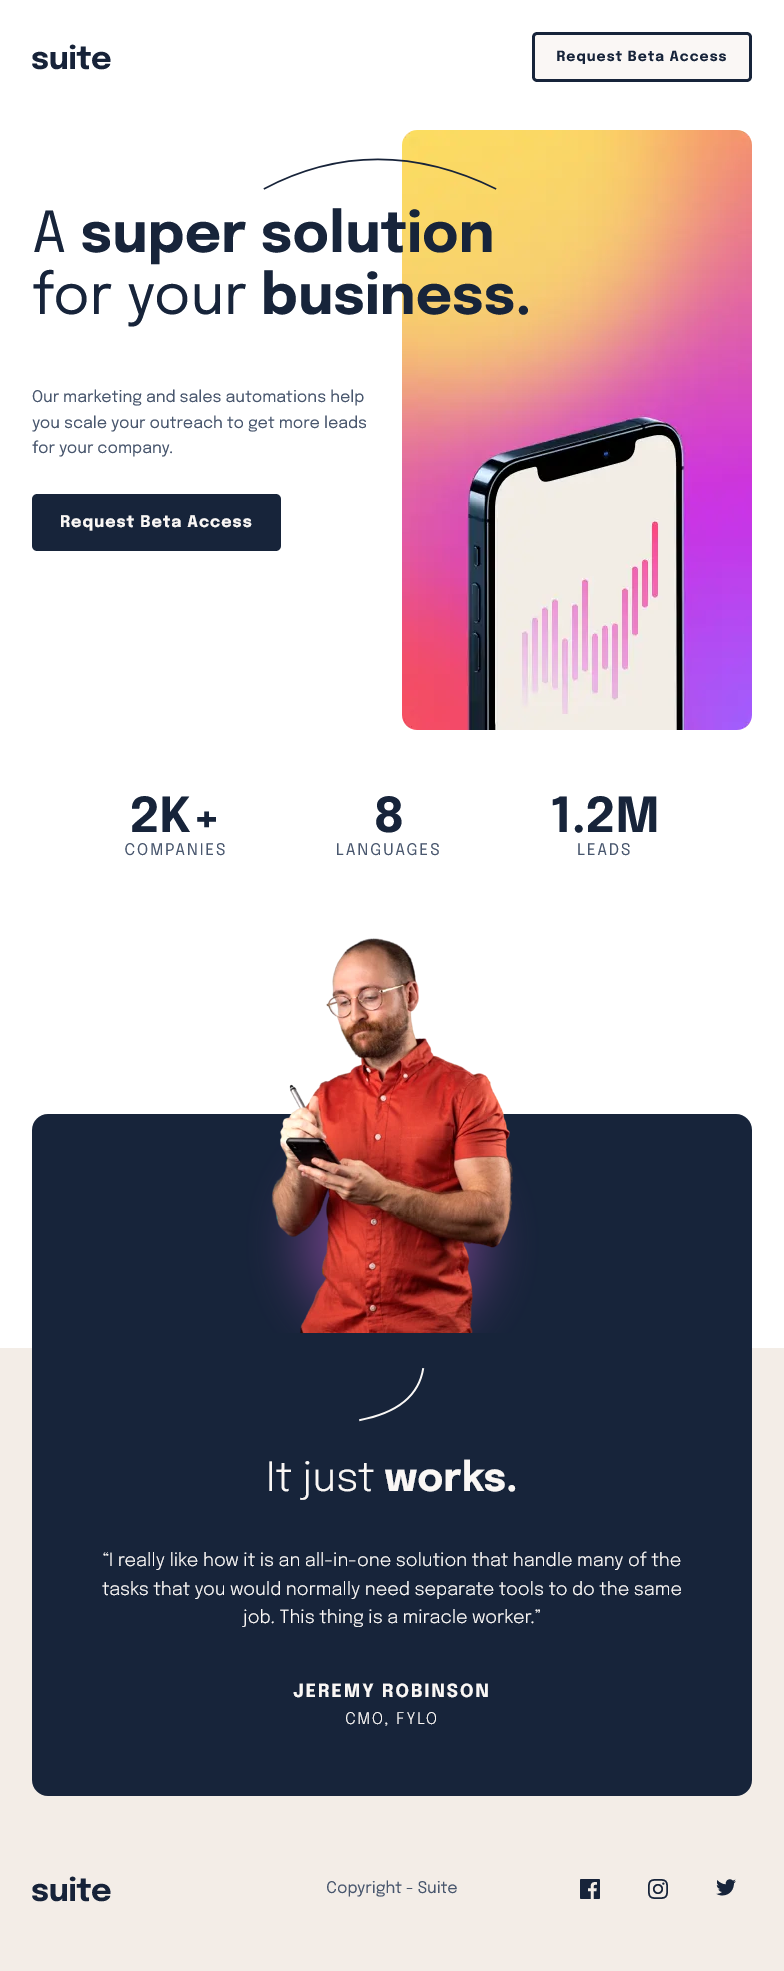 suite
Request Beta Access
A super solution
for your business.
Our marketing and sales automations help
you scale your outreach to get more leads
for your company.
Request Beta Access
2K+
COMPANIES
8
LANGUAGES
1.2M
LEADS
It just works.
“I really like how it is an all-in-one solution that handle many of the
tasks that you would normally need separate tools to do the same
job. This thing is a miracle worker.”
JEREMY ROBINSON
CMO, FYLO
suite
Copyright - Suite